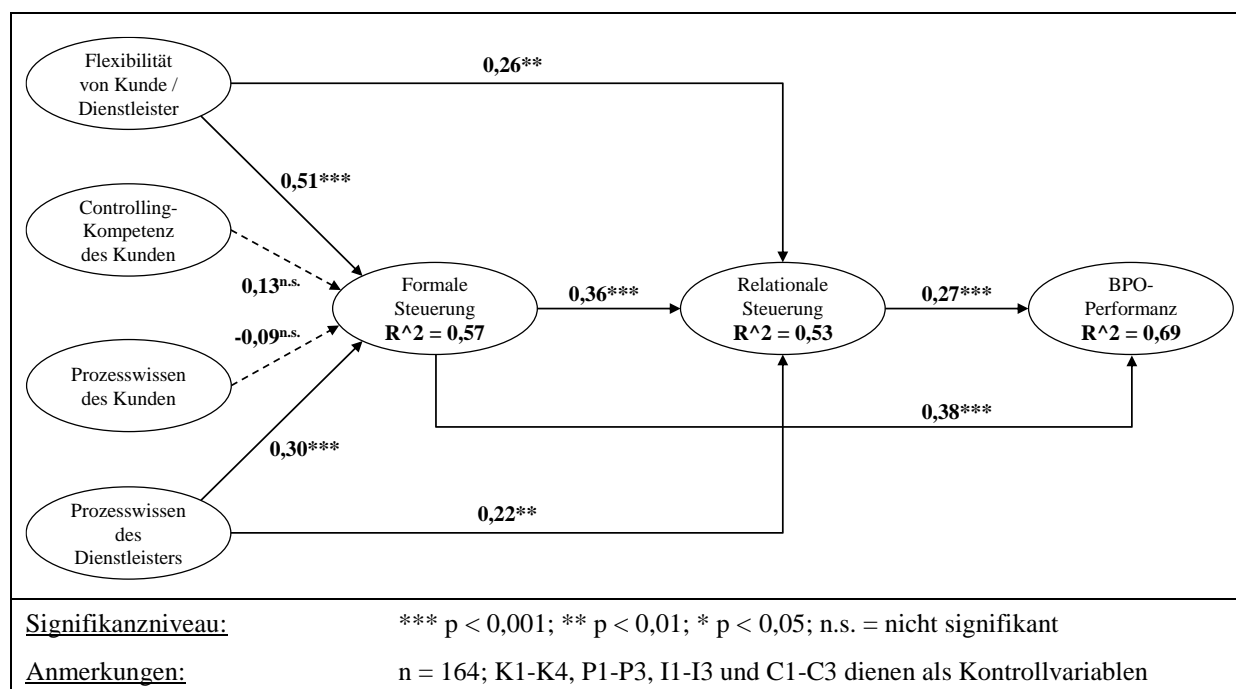 Flexibilität
von Kunde /
Dienstleister
0,26**
0,51***
Controlling-
Kompetenz
des Kunden
0,13n.s.
-0,09n.s.
Formale
Steuerung
R^2 = 0,57
0,36***
Relationale
Steuerung
R^2 = 0,53
0,27***
BPO-
Performanz
R^2 = 0,69
Prozesswissen
des Kunden
0,38***
0,30***
Prozesswissen
des
Dienstleisters
0,22**
Signifikanzniveau: *** p < 0,001; ** p < 0,01; * p < 0,05; n.s. = nicht signifikant
Anmerkungen: n = 164; K1-K4, P1-P3, I1-I3 und C1-C3 dienen als Kontrollvariablen